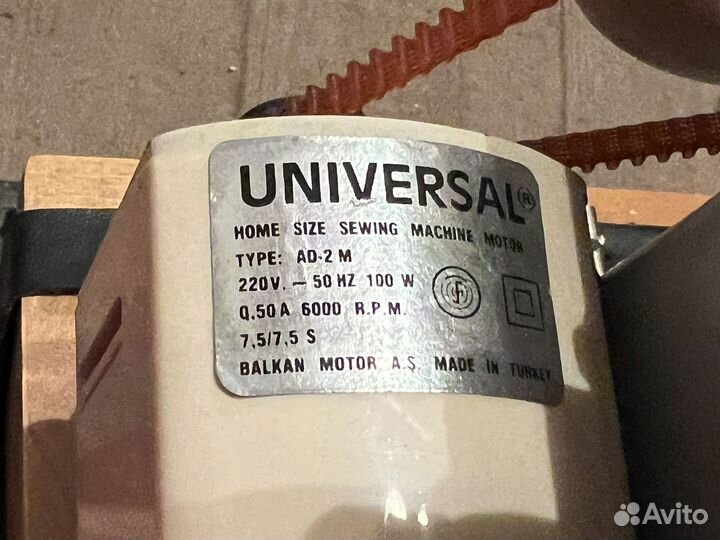 UNIVERSAL®
HOME SIZE SEWING MACHINE MOTOR
TYPE: AD-2 M
220V. ~ 50 HZ 100 W
0.50 A 6000 R.P.M.
7,5/7,5 S
BALKAN MOTOR A.Ş. MADE IN TURKEY
Avito